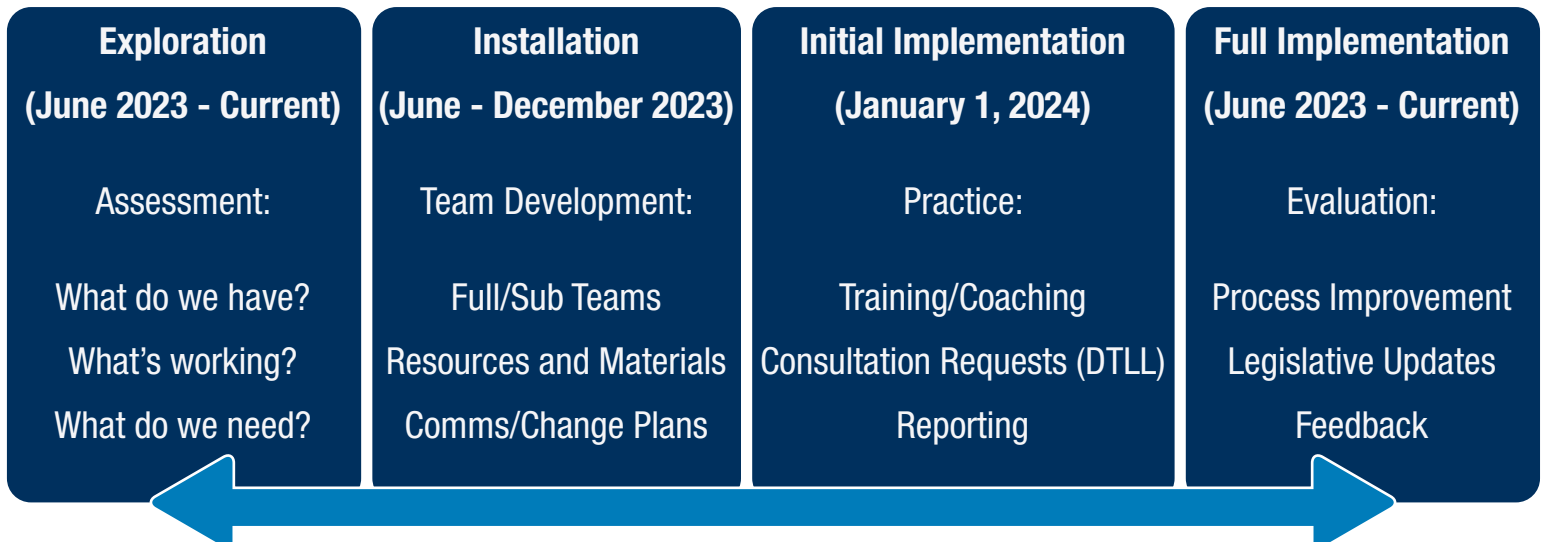 Exploration
(June 2023 - Current)
Assessment:
What do we have?
What’s working?
What do we need?
Installation
(June - December 2023)
Team Development:
Full/Sub Teams
Resources and Materials
Comms/Change Plans
Initial Implementation
(January 1, 2024)
Practice:
Training/Coaching
Consultation Requests (DTLL)
Reporting
Full Implementation
(June 2023 - Current)
Evaluation:
Process Improvement
Legislative Updates
Feedback